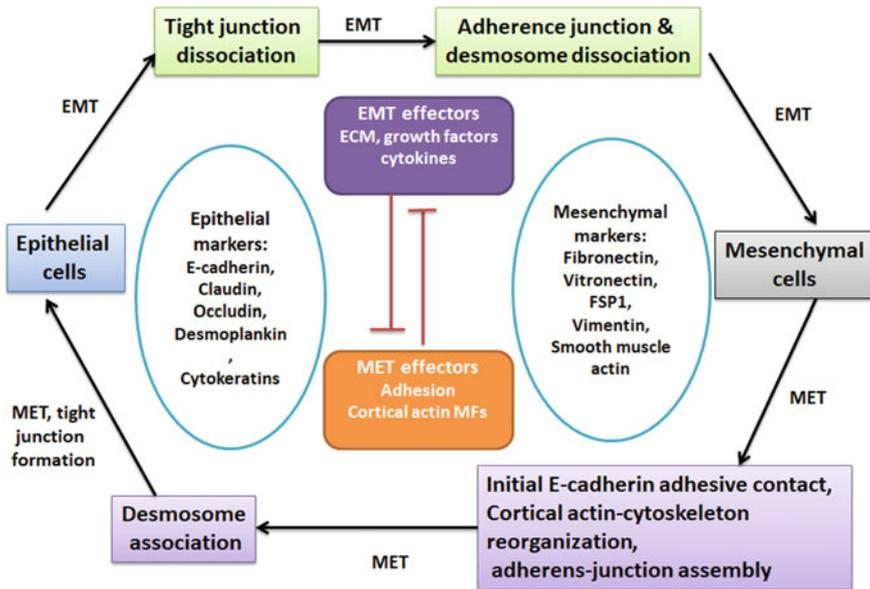 Tight junction
dissociation
EMT
Adherence junction &
desmosome dissociation
EMT
EMT
EMT effectors
ECM, growth factors
cytokines
Epithelial
cells
Epithelial
markers:
E-cadherin,
Claudin,
Occludin,
Desmoplankin
,
Cytokeratins
Mesenchymal
markers:
Fibronectin,
Vitronectin,
FSP1,
Vimentin,
Smooth muscle
actin
Mesenchymal
cells
MET effectors
Adhesion
Cortical actin MFs
MET, tight
junction
formation
MET
Desmosome
association
MET
Initial E-cadherin adhesive contact,
Cortical actin-cytoskeleton
reorganization,
adherens-junction assembly